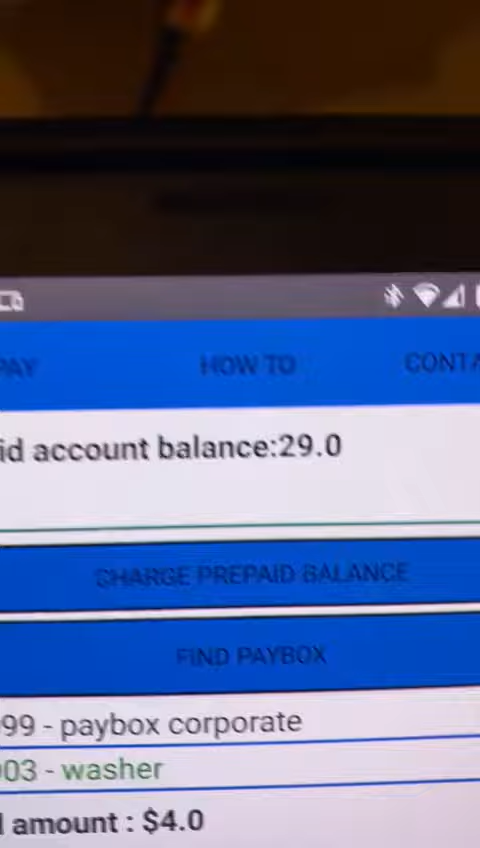 PAY HOW TO CONTA
id account balance:29.0
CHARGE PREPAID BALANCE
FIND PAYBOX
99 - paybox corporate
003 - washer
l amount : $4.0